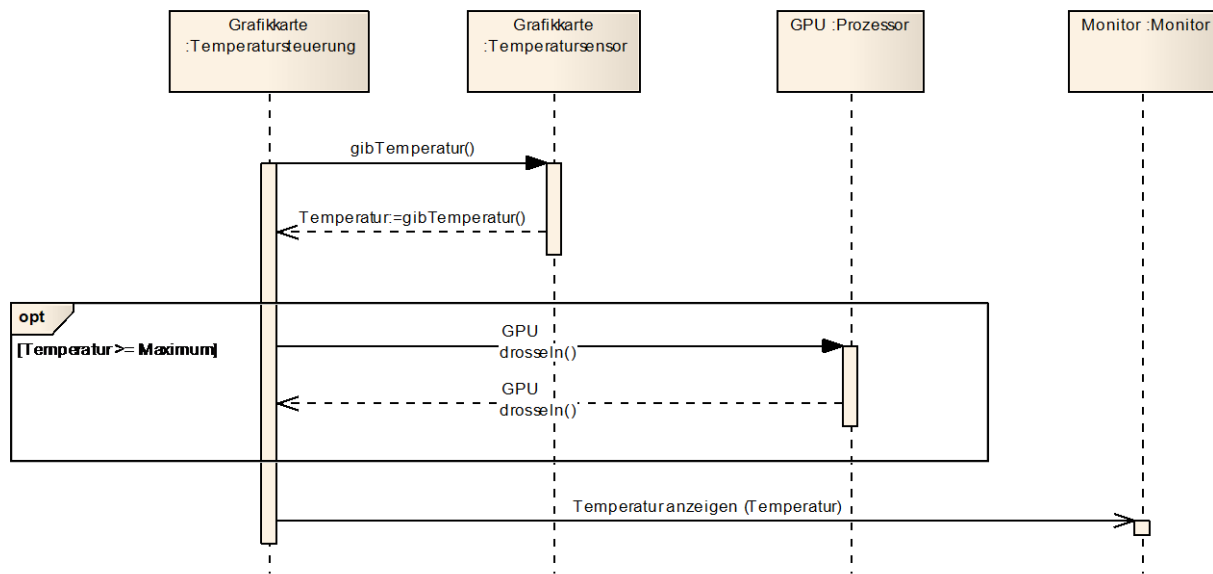 Grafikkarte
:Temperatursteuerung
Grafikkarte
:Temperatursensor
GPU :Prozessor
Monitor :Monitor
gibTemperatur()
Temperatur:=gibTemperatur()
opt
[Temperatur >= Maximum]
GPU
drosseln()
GPU
drosseln()
Temperatur anzeigen (Temperatur)